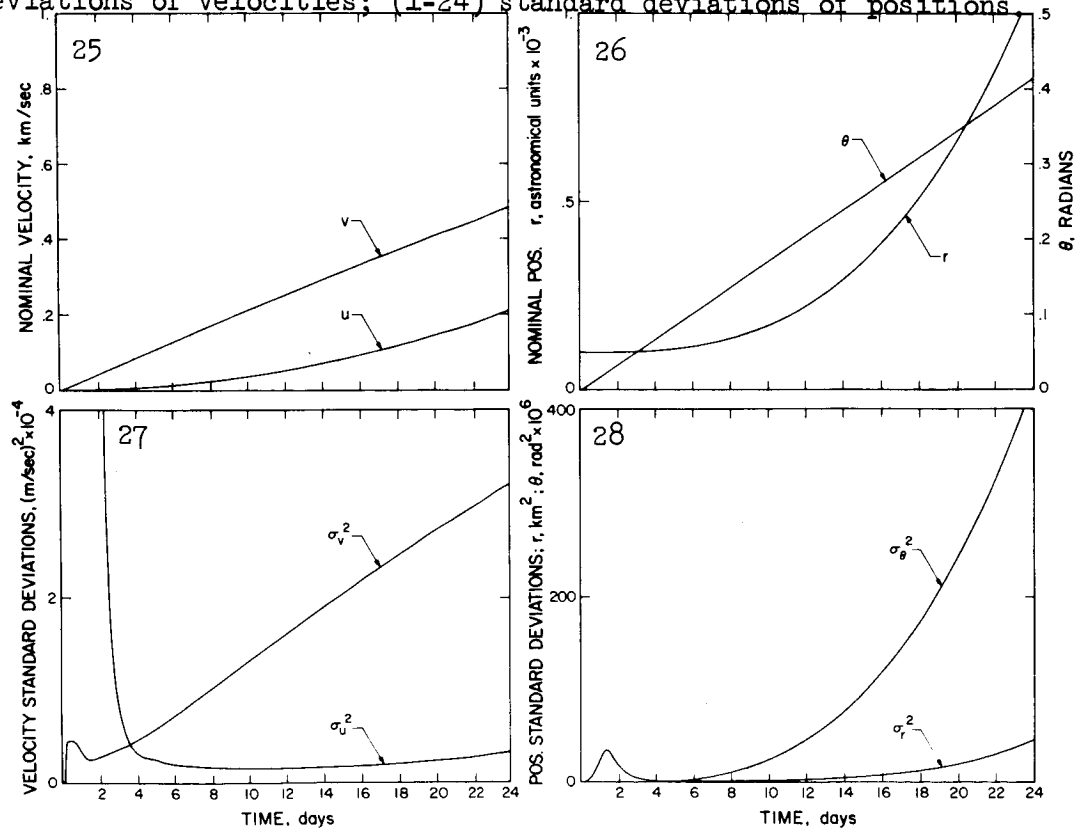 eviations of velocities; (1-24) standard deviations of positions.
25
NOMINAL VELOCITY, km/sec
.8
.6
.4
.2
0
v
u
26
NOMINAL POS. r, astronomical units × 10⁻³
.5
0
θ
r
.5
.4
.3
.2
.1
0
θ, RADIANS
27
VELOCITY STANDARD DEVIATIONS, (m/sec)²×10⁻⁴
4
2
0
σᵥ²
σᵤ²
2 4 6 8 10 12 14 16 18 20 22 24
TIME, days
28
POS. STANDARD DEVIATIONS; r, km²; θ, rad²×10⁶
400
200
0
σ_θ²
σᵣ²
2 4 6 8 10 12 14 16 18 20 22 24
TIME, days